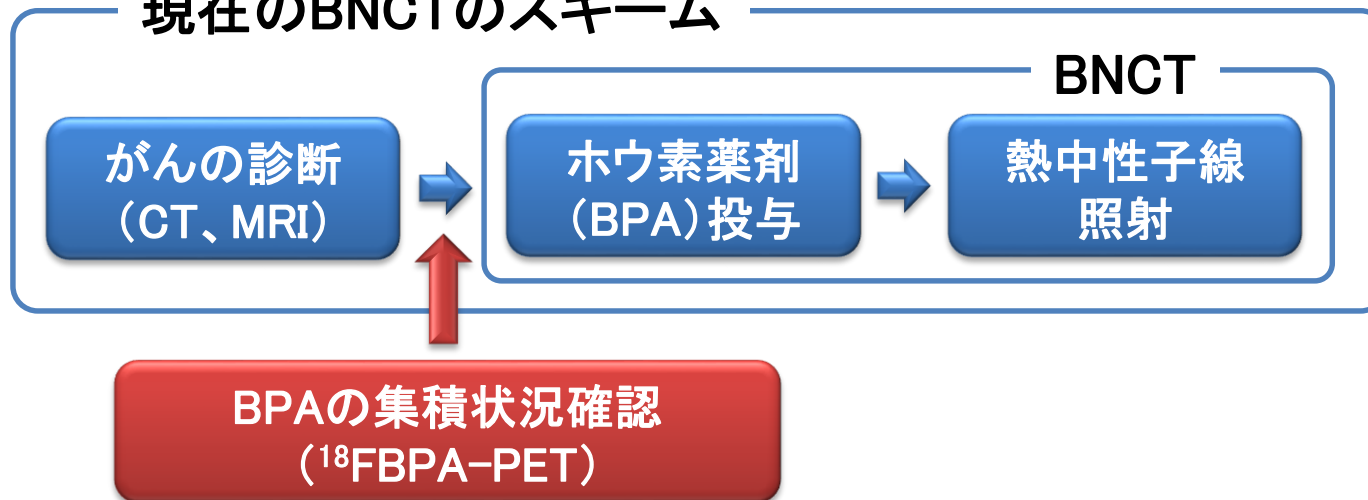 現在のBNCTのスキーム
BNCT
がんの診断
（CT、MRI）
ホウ素薬剤
（BPA）投与
熱中性子線
照射
BPAの集積状況確認
（¹⁸FBPA-PET）